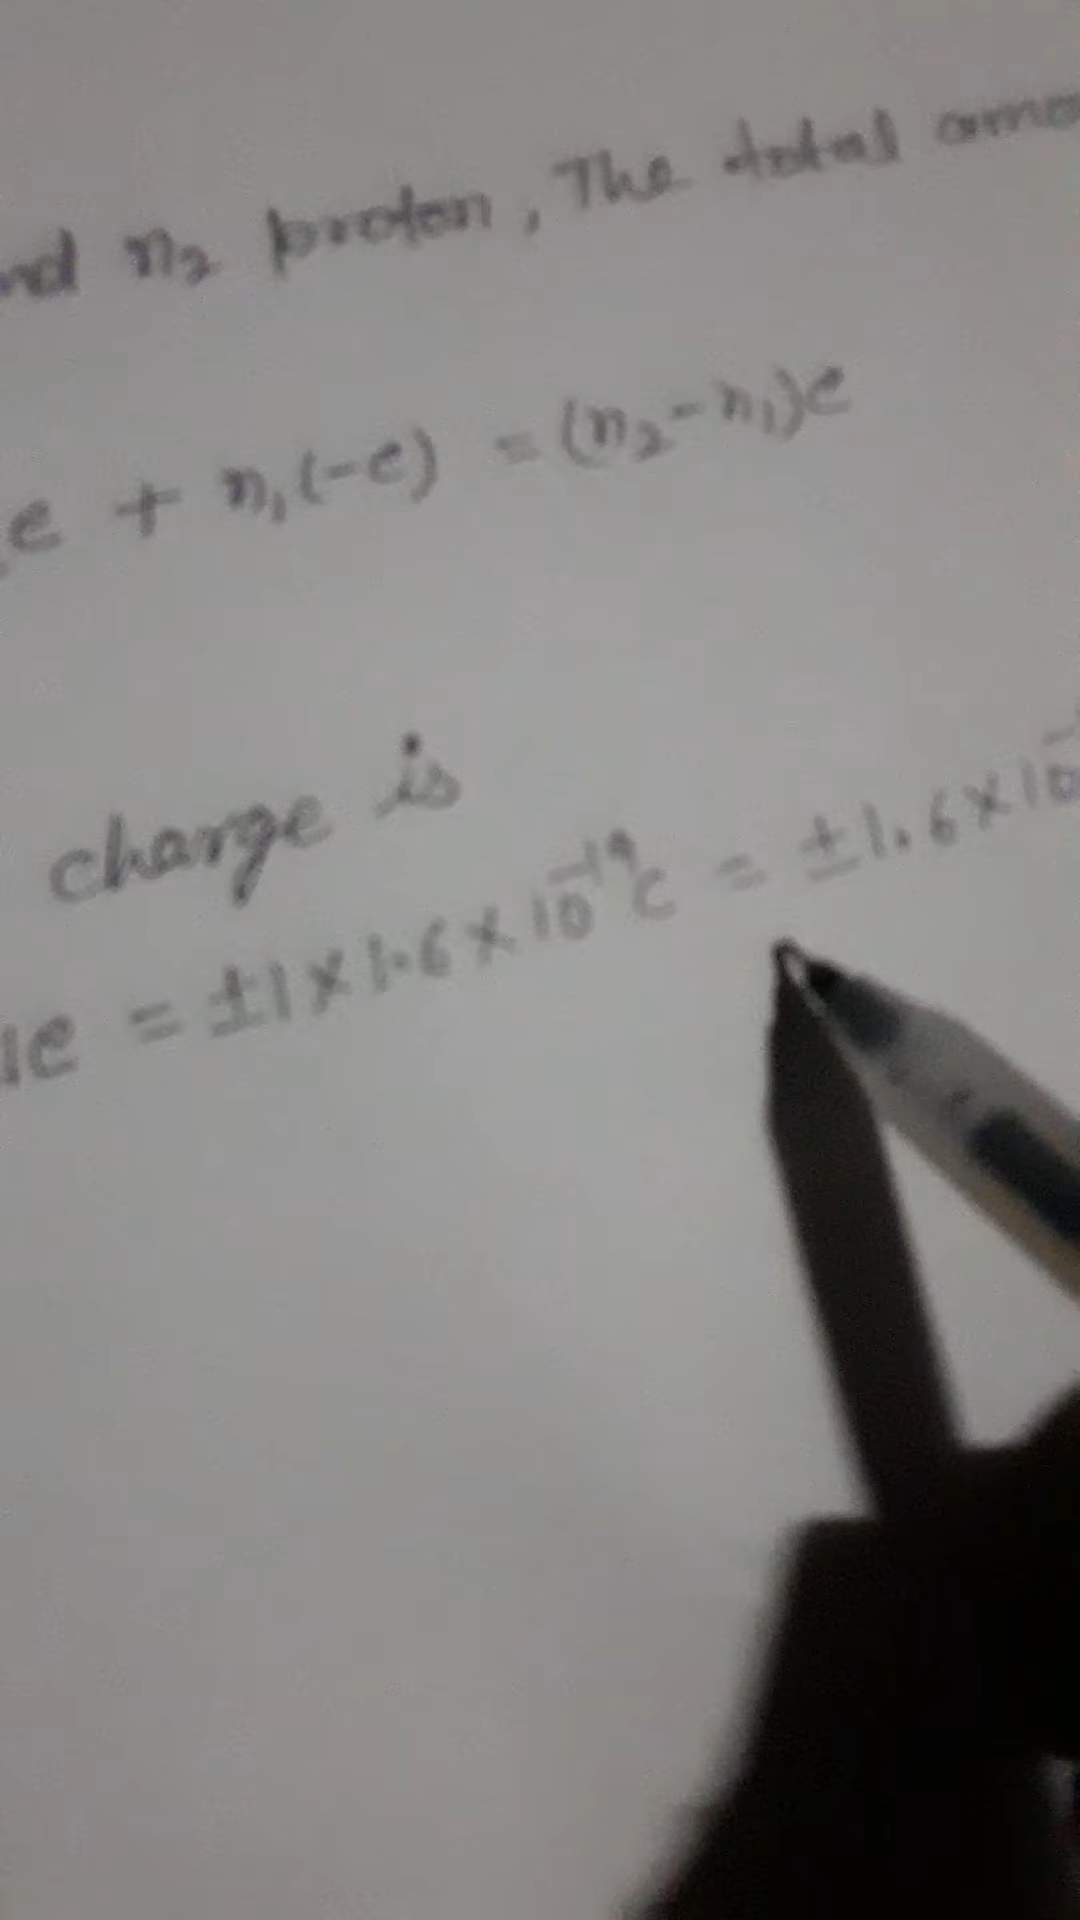 nd n₂ proton, The total amo
e + n₁(-e) = (n₂-n₁)e
charge is
1e = ±1×1.6×10⁻¹⁹C = ±1.6×10⁻